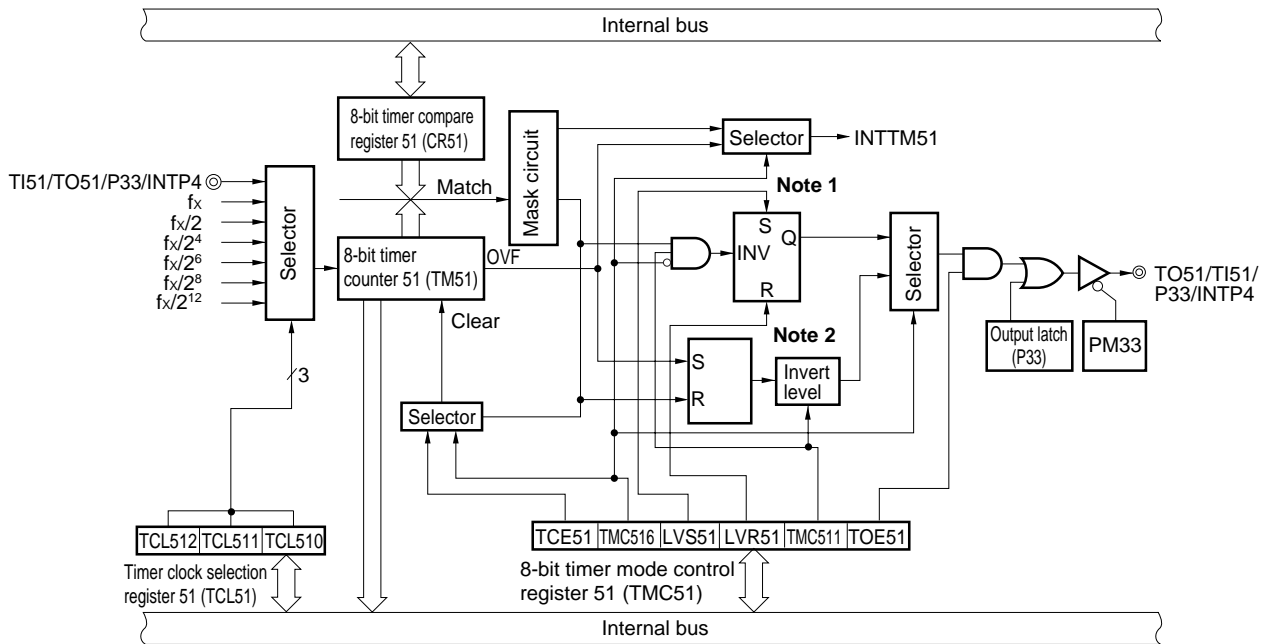 Internal bus
8-bit timer compare
register 51 (CR51)
Mask circuit
Selector
INTTM51
TI51/TO51/P33/INTP4
fX
fX/2
fX/2⁴
fX/2⁶
fX/2⁸
fX/2¹²
Selector
Match
Note 1
S
INV
Q
R
8-bit timer
counter 51 (TM51)
OVF
Clear
Selector
TO51/TI51/
P33/INTP4
Output latch
(P33)
PM33
Note 2
S
R
Invert
level
3
Selector
TCL512
TCL511
TCL510
Timer clock selection
register 51 (TCL51)
TCE51
TMC516
LVS51
LVR51
TMC511
TOE51
8-bit timer mode control
register 51 (TMC51)
Internal bus